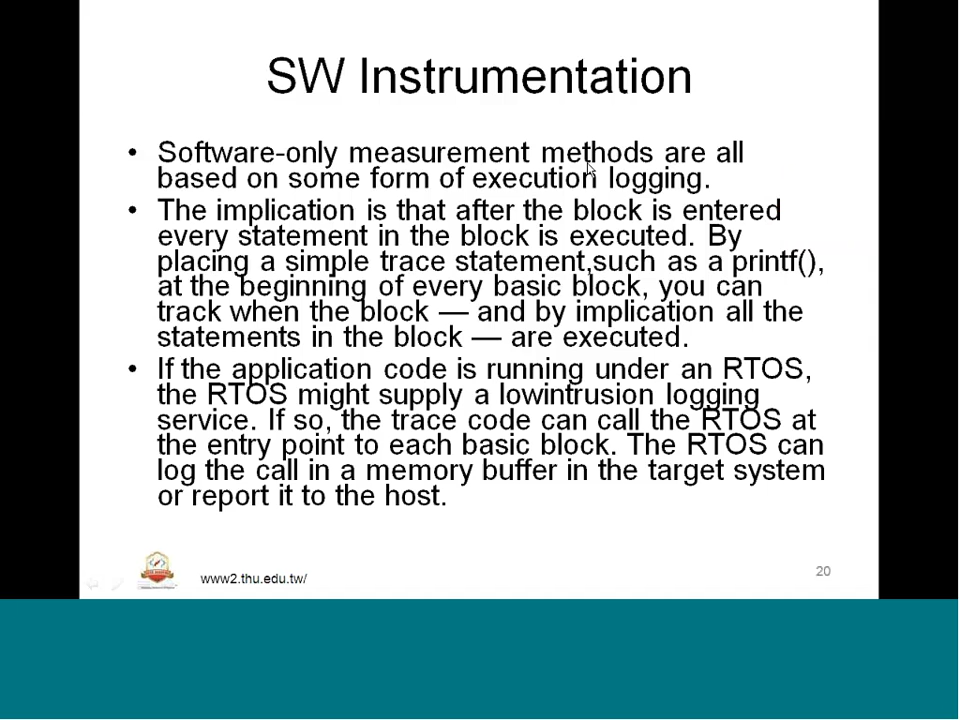 SW Instrumentation
• Software-only measurement methods are all
based on some form of execution logging.
• The implication is that after the block is entered
every statement in the block is executed. By
placing a simple trace statement,such as a printf(),
at the beginning of every basic block, you can
track when the block — and by implication all the
statements in the block — are executed.
• If the application code is running under an RTOS,
the RTOS might supply a lowintrusion logging
service. If so, the trace code can call the RTOS at
the entry point to each basic block. The RTOS can
log the call in a memory buffer in the target system
or report it to the host.
www2.thu.edu.tw/
20